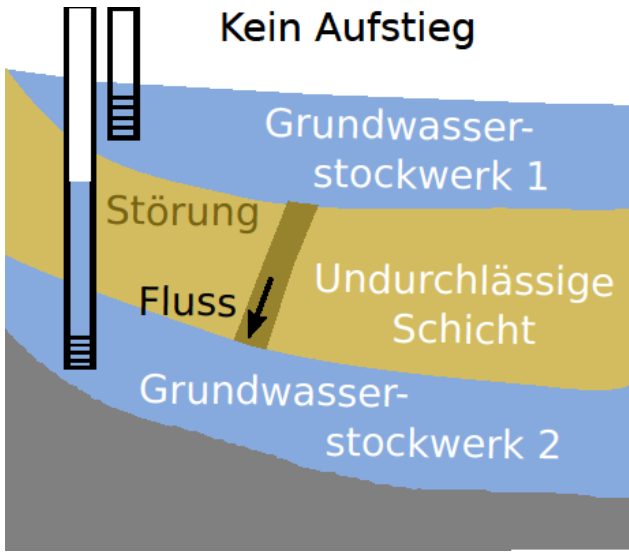 Kein Aufstieg
Grundwasser-
stockwerk 1
Störung
Undurchlässige
Schicht
Fluss
Grundwasser-
stockwerk 2